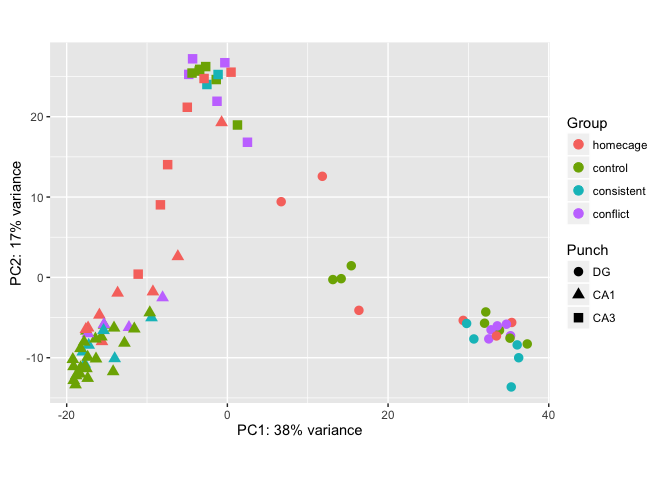 20
10
0
-10
-20
0
20
40
PC1: 38% variance
PC2: 17% variance
Group
homecage
control
consistent
conflict
Punch
DG
CA1
CA3